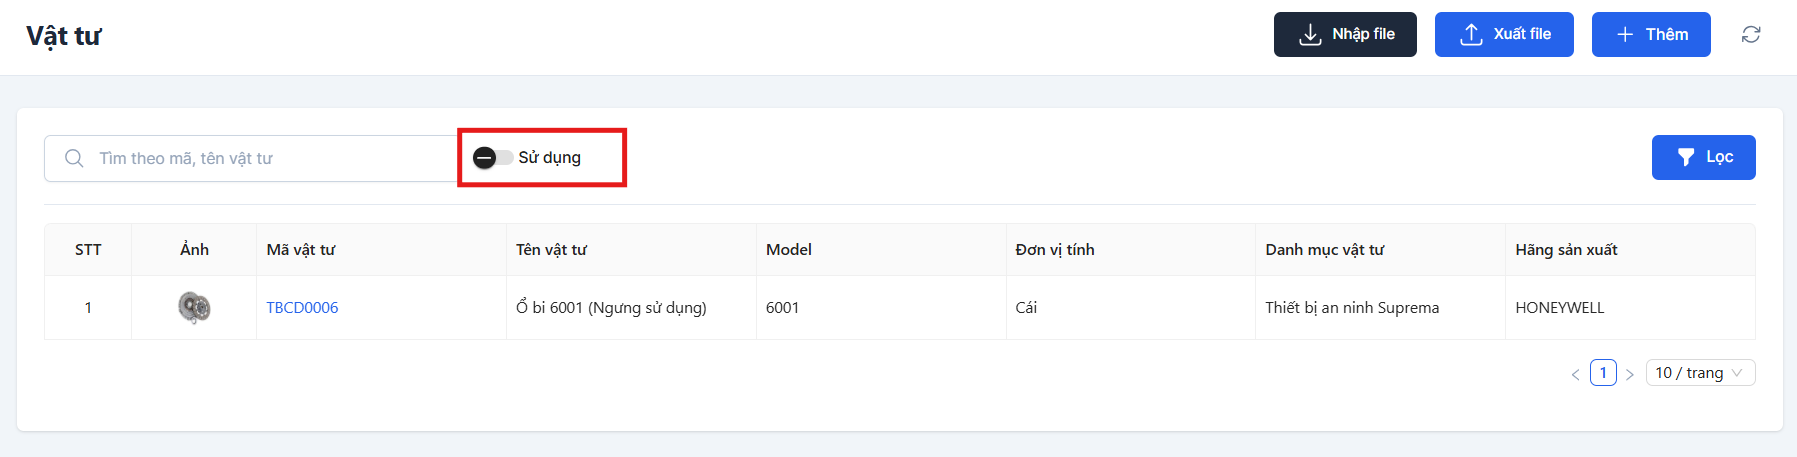 Vật tư
Nhập file
Xuất file
Thêm
Tìm theo mã, tên vật tư
Sử dụng
Lọc
STT Ảnh Mã vật tư Tên vật tư Model Đơn vị tính Danh mục vật tư Hãng sản xuất
1 TBCD0006 Ổ bi 6001 (Ngưng sử dụng) 6001 Cái Thiết bị an ninh Suprema HONEYWELL
< 1 > 10 / trang